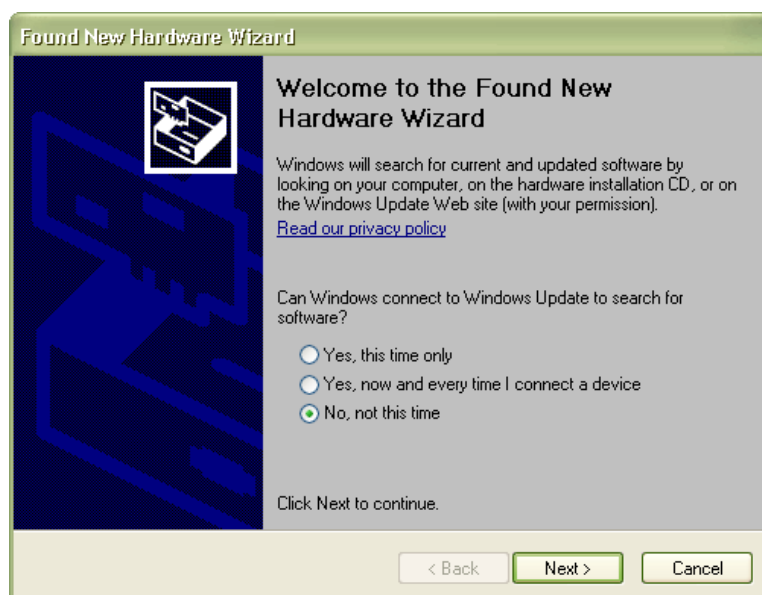 Found New Hardware Wizard
Welcome to the Found New
Hardware Wizard
Windows will search for current and updated software by
looking on your computer, on the hardware installation CD, or on
the Windows Update Web site (with your permission).
Read our privacy policy
Can Windows connect to Windows Update to search for
software?
Yes, this time only
Yes, now and every time I connect a device
No, not this time
Click Next to continue.
< Back
Next >
Cancel